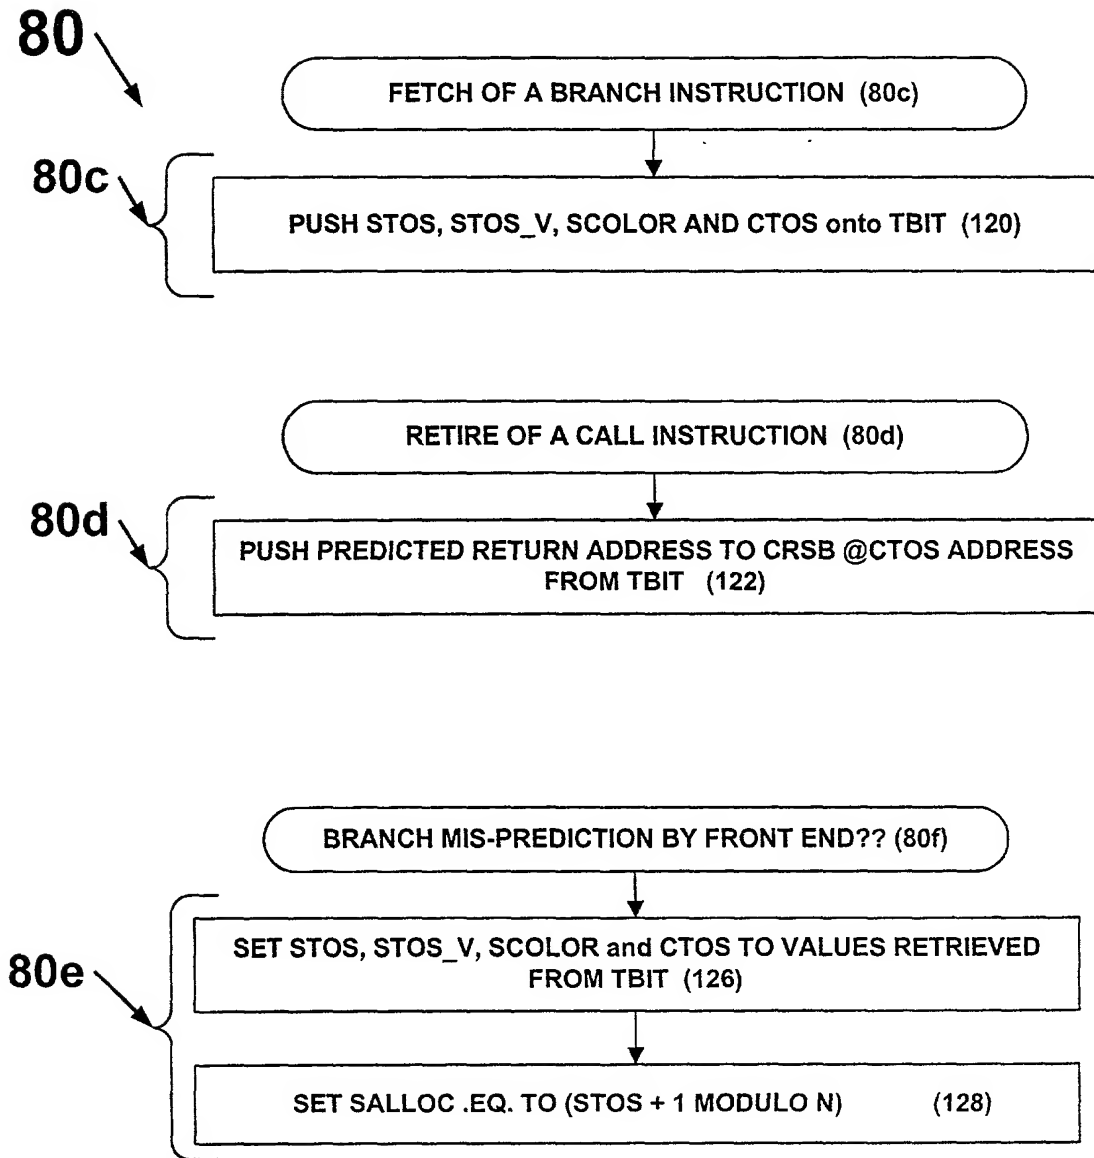 80
FETCH OF A BRANCH INSTRUCTION (80c)
80c
PUSH STOS, STOS_V, SCOLOR AND CTOS onto TBIT (120)
RETIRE OF A CALL INSTRUCTION (80d)
80d
PUSH PREDICTED RETURN ADDRESS TO CRSB @CTOS ADDRESS
FROM TBIT (122)
BRANCH MIS-PREDICTION BY FRONT END?? (80f)
80e
SET STOS, STOS_V, SCOLOR and CTOS TO VALUES RETRIEVED
FROM TBIT (126)
SET SALLOC .EQ. TO (STOS + 1 MODULO N) (128)